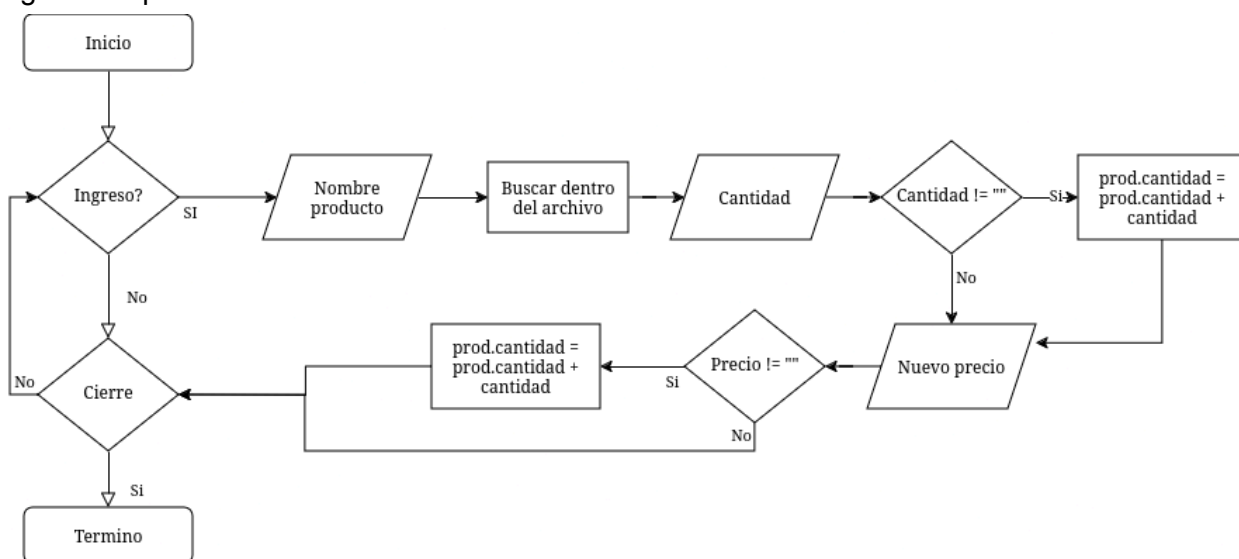 Inicio
Ingreso?
SI
Nombre
producto
Buscar dentro
del archivo
Cantidad
Cantidad != ""
Si
prod.cantidad =
prod.cantidad +
cantidad
No
No
Nuevo precio
Precio != ""
Si
No
prod.cantidad =
prod.cantidad +
cantidad
Cierre
No
Si
Termino